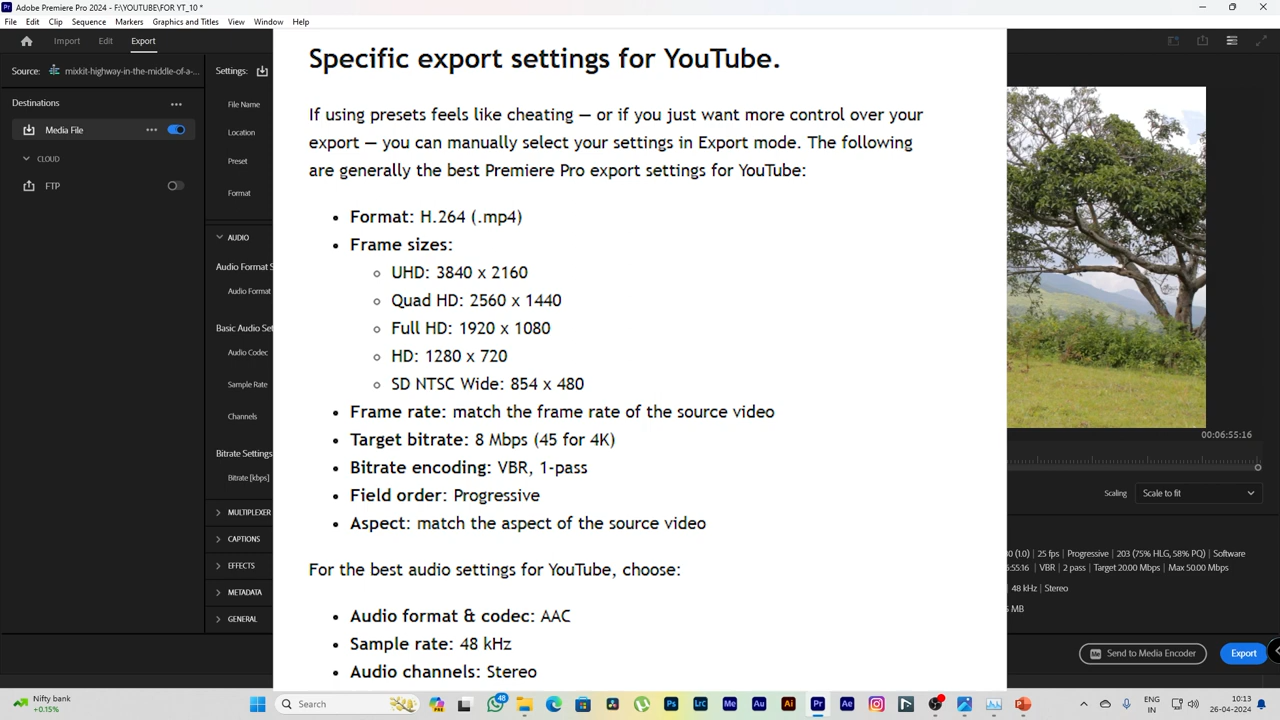 Adobe Premiere Pro 2024 - F:\YOUTUBE\FOR YT_10 *
File Edit Clip Sequence Markers Graphics and Titles View Window Help
Import Edit Export
Source: mixkit-highway-in-the-middle-of-a-...
Settings:
Destinations
Media File
CLOUD
FTP
File Name
Location
Preset
Format
AUDIO
Audio Format S
Audio Format
Basic Audio Set
Audio Codec
Sample Rate
Channels
Bitrate Settings
Bitrate [kbps]
MULTIPLEXER
CAPTIONS
EFFECTS
METADATA
GENERAL
Specific export settings for YouTube.
If using presets feels like cheating — or if you just want more control over your
export — you can manually select your settings in Export mode. The following
are generally the best Premiere Pro export settings for YouTube:
• Format: H.264 (.mp4)
• Frame sizes:
○ UHD: 3840 x 2160
○ Quad HD: 2560 x 1440
○ Full HD: 1920 x 1080
○ HD: 1280 x 720
○ SD NTSC Wide: 854 x 480
• Frame rate: match the frame rate of the source video
• Target bitrate: 8 Mbps (45 for 4K)
• Bitrate encoding: VBR, 1-pass
• Field order: Progressive
• Aspect: match the aspect of the source video
For the best audio settings for YouTube, choose:
• Audio format & codec: AAC
• Sample rate: 48 kHz
• Audio channels: Stereo
00:06:55:16
Scaling Scale to fit
0 (1.0) | 25 fps | Progressive | 203 (75% HLG, 58% PQ) | Software
:55:16 | VBR | 2 pass | Target 20.00 Mbps | Max 50.00 Mbps
48 kHz | Stereo
MB
Send to Media Encoder Export
Nifty bank
+0.15%
Search
48
Ps Lrc Me Au Ai Pr Ae
ENG
IN
10:13
26-04-2024